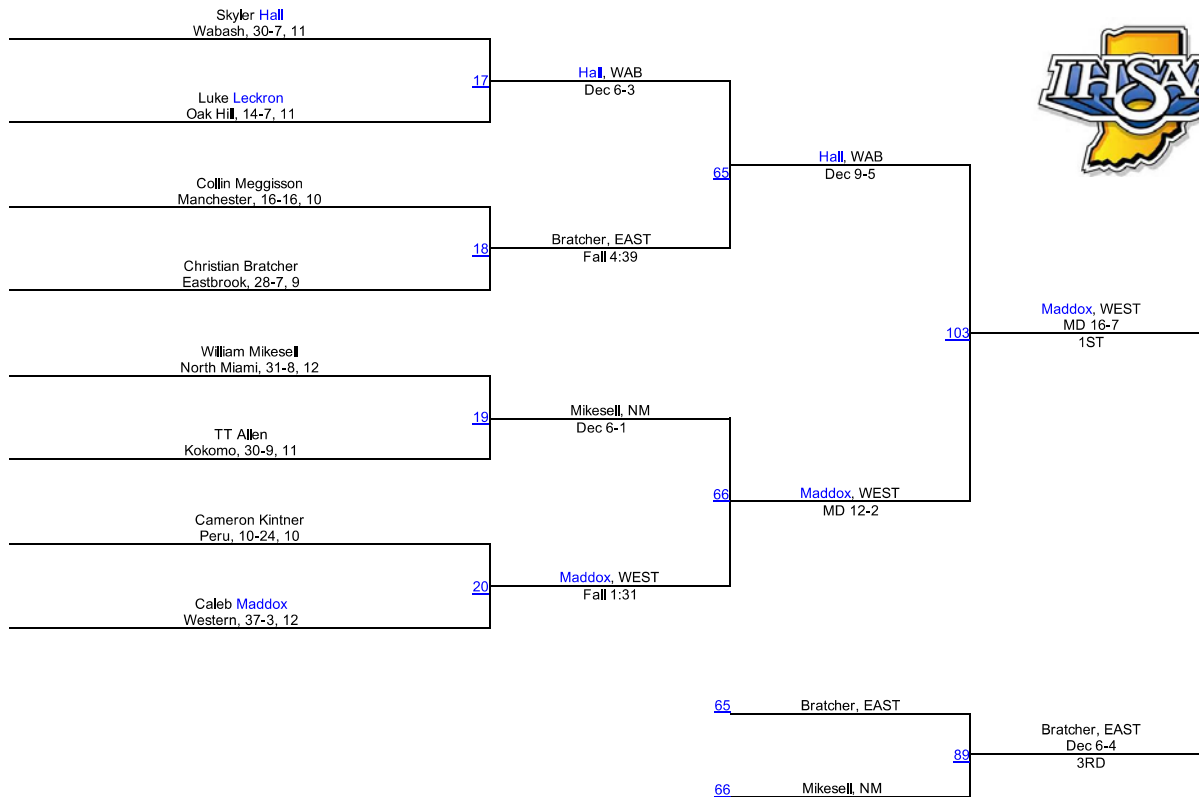 Skyler Hall
Wabash, 30-7, 11
17
Luke Leckron
Oak Hill, 14-7, 11
Hall, WAB
Dec 6-3
Collin Meggisson
Manchester, 16-16, 10
18
Christian Bratcher
Eastbrook, 28-7, 9
Bratcher, EAST
Fall 4:39
65
Hall, WAB
Dec 9-5
William Mikesell
North Miami, 31-8, 12
19
TT Allen
Kokomo, 30-9, 11
Mikesell, NM
Dec 6-1
Cameron Kintner
Peru, 10-24, 10
20
Caleb Maddox
Western, 37-3, 12
Maddox, WEST
Fall 1:31
66
Maddox, WEST
MD 12-2
103
Maddox, WEST
MD 16-7
1ST
IHSAA
65
Bratcher, EAST
66
Mikesell, NM
89
Bratcher, EAST
Dec 6-4
3RD